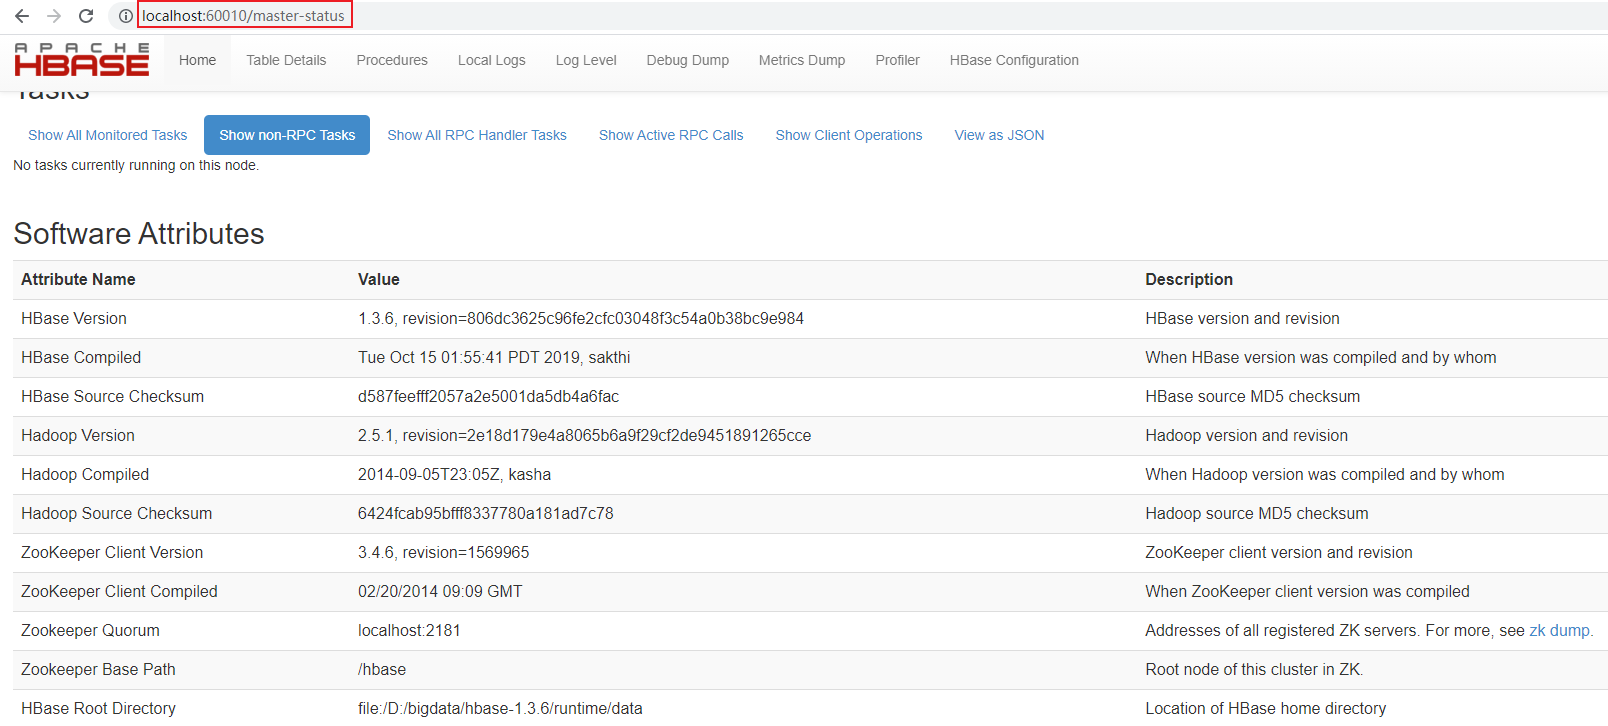 localhost:60010/master-status
APACHE
HBASE
Home Table Details Procedures Local Logs Log Level Debug Dump Metrics Dump Profiler HBase Configuration
Tasks
Show All Monitored Tasks Show non-RPC Tasks Show All RPC Handler Tasks Show Active RPC Calls Show Client Operations View as JSON
No tasks currently running on this node.
Software Attributes
Attribute Name Value Description
HBase Version 1.3.6, revision=806dc3625c96fe2cfc03048f3c54a0b38bc9e984 HBase version and revision
HBase Compiled Tue Oct 15 01:55:41 PDT 2019, sakthi When HBase version was compiled and by whom
HBase Source Checksum d587feefff2057a2e5001da5db4a6fac HBase source MD5 checksum
Hadoop Version 2.5.1, revision=2e18d179e4a8065b6a9f29cf2de9451891265cce Hadoop version and revision
Hadoop Compiled 2014-09-05T23:05Z, kasha When Hadoop version was compiled and by whom
Hadoop Source Checksum 6424fcab95bfff8337780a181ad7c78 Hadoop source MD5 checksum
ZooKeeper Client Version 3.4.6, revision=1569965 ZooKeeper client version and revision
ZooKeeper Client Compiled 02/20/2014 09:09 GMT When ZooKeeper client version was compiled
Zookeeper Quorum localhost:2181 Addresses of all registered ZK servers. For more, see zk dump.
Zookeeper Base Path /hbase Root node of this cluster in ZK.
HBase Root Directory file:/D:/bigdata/hbase-1.3.6/runtime/data Location of HBase home directory